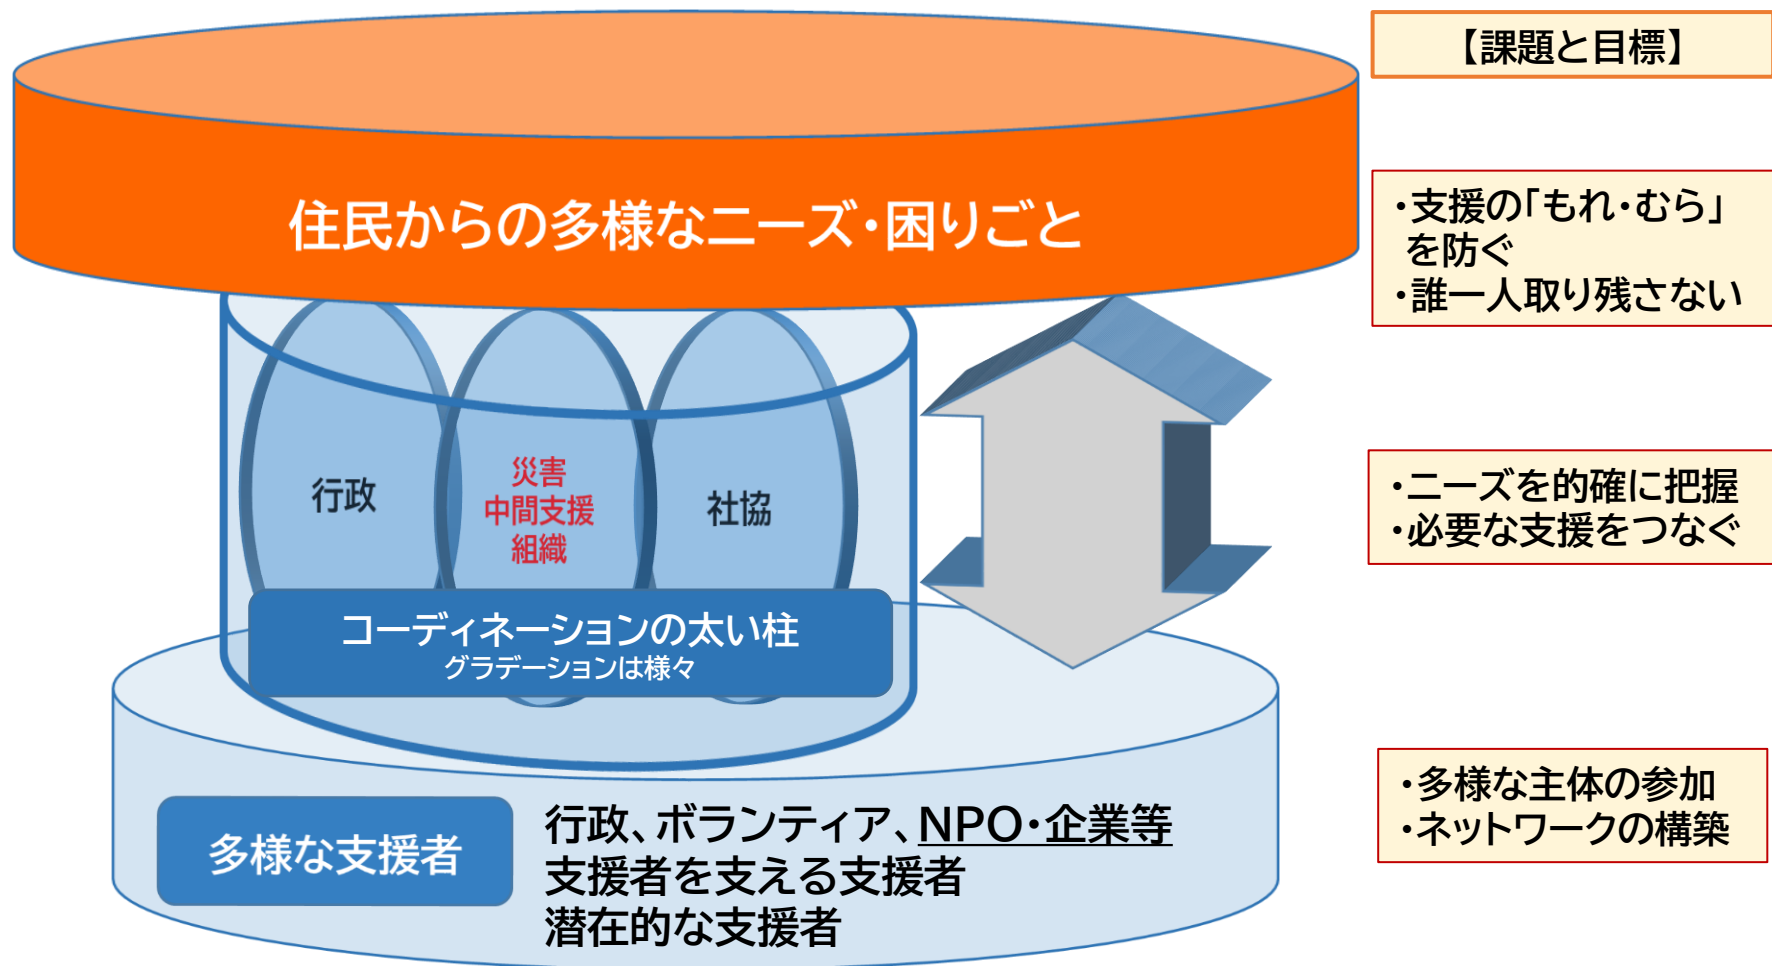 【課題と目標】
住民からの多様なニーズ・困りごと
・支援の「もれ・むら」
を防ぐ
・誰一人取り残さない
行政
災害
中間支援
組織
社協
・ニーズを的確に把握
・必要な支援をつなぐ
コーディネーションの太い柱
グラデーションは様々
多様な支援者
行政、ボランティア、NPO・企業等
支援者を支える支援者
潜在的な支援者
・多様な主体の参加
・ネットワークの構築